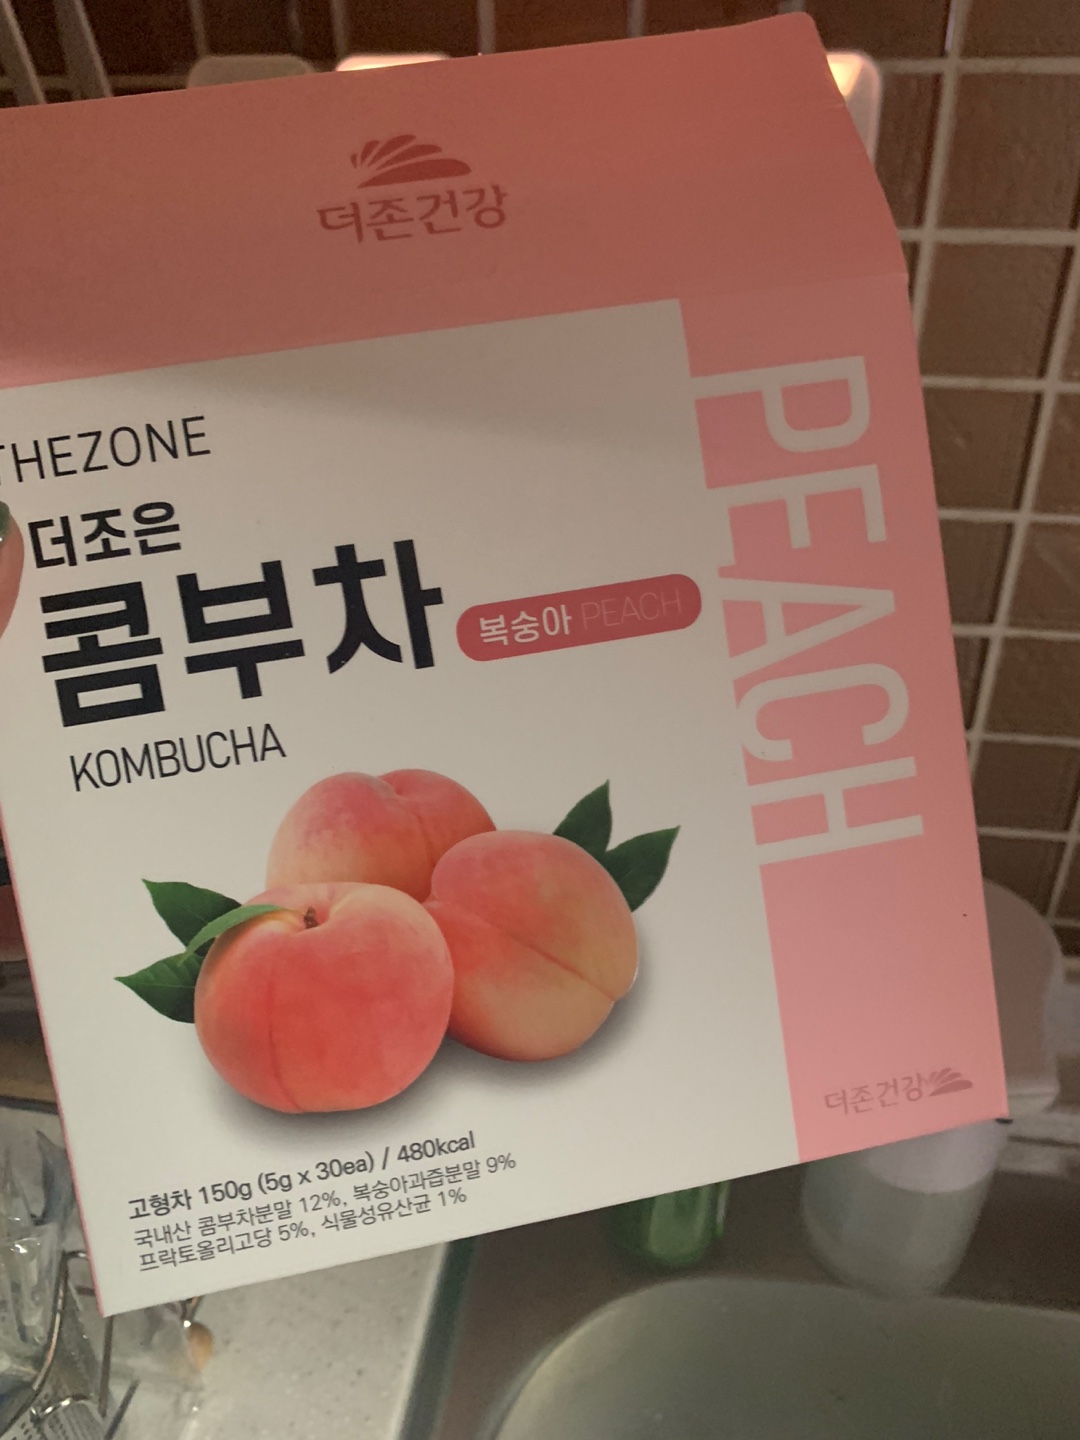 더존건강
THEZONE
더조은
콤부차
복숭아 PEACH
KOMBUCHA
PEACH
고형차 150g (5g x 30ea) / 480kcal
국내산 콤부차분말 12%, 복숭아과즙분말 9%
프락토올리고당 5%, 식물성유산균 1%
더존건강